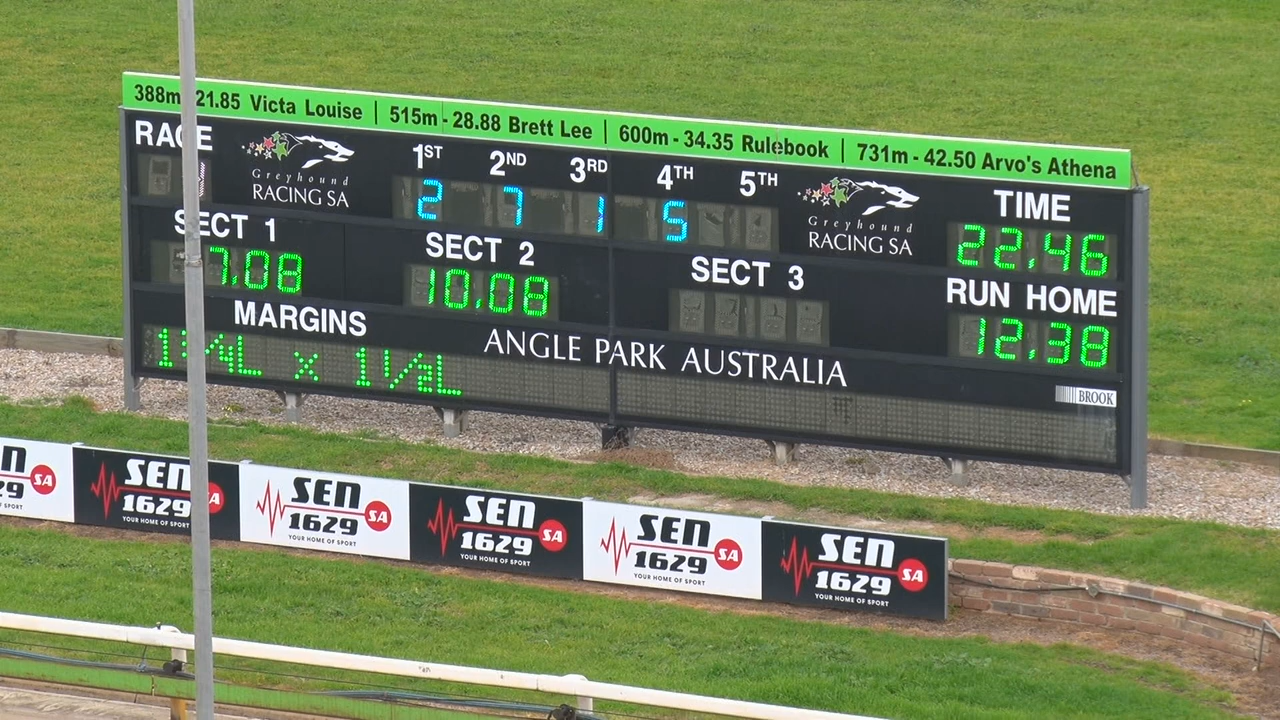 388m 21.85 Victa Louise | 515m - 28.88 Brett Lee | 600m - 34.35 Rulebook | 731m - 42.50 Arvo's Athena
RACE
Greyhound
RACING SA
1ST 2ND 3RD 4TH 5TH
2 7 1 5
Greyhound
RACING SA
TIME
22.46
SECT 1
7.08
SECT 2
10.08
SECT 3
RUN HOME
12.38
MARGINS
ANGLE PARK AUSTRALIA
x 1½L
BROOK
SEN SA
1629
YOUR HOME OF SPORT
SEN SA
1629
YOUR HOME OF SPORT
SEN SA
1629
YOUR HOME OF SPORT
SEN SA
1629
YOUR HOME OF SPORT
SEN SA
1629
YOUR HOME OF SPORT